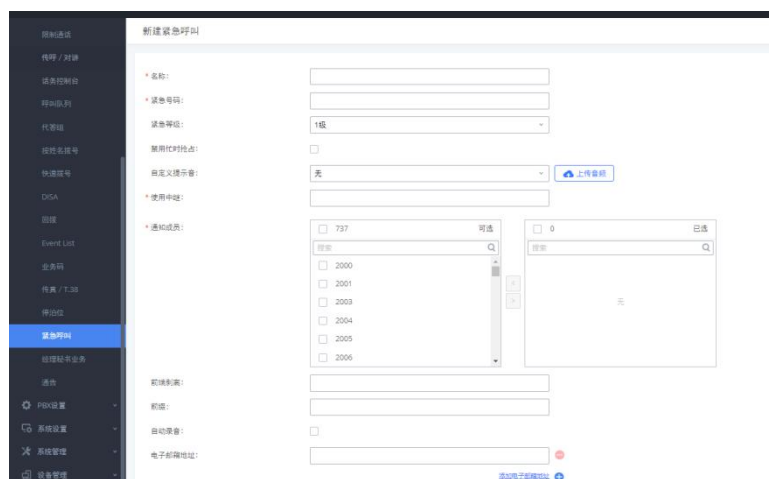 限制通话
传呼 / 对讲
话务控制台
呼叫队列
代答组
按姓名拨号
快速拨号
DISA
回拨
Event List
业务码
传真 / T.38
停泊位
紧急呼叫
经理秘书业务
通告
PBX设置
系统设置
系统管理
设备管理
新建紧急呼叫
* 名称：
* 紧急号码：
紧急等级： 1级
禁用忙时抢占：
自定义提示音： 无 上传音频
* 使用中继：
* 通知成员： 737 可选 0 已选
搜索 搜索
2000
2001
2003 无
2004
2005
2006
前端剥离：
前缀：
自动录音：
电子邮箱地址：
添加电子邮箱地址